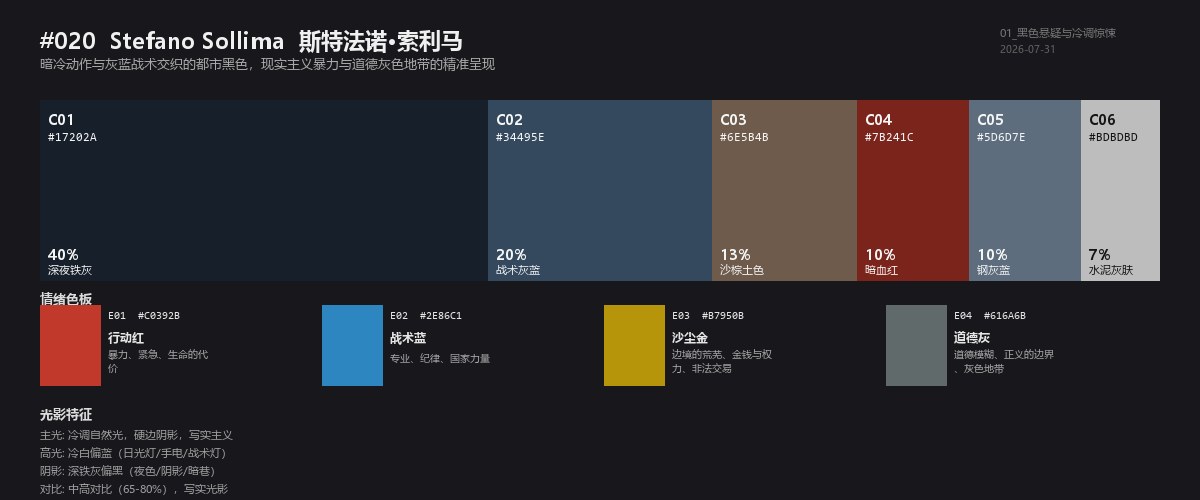 #020 Stefano Sollima 斯特法诺•索利马
01_黑色悬疑与冷调惊悚
暗冷动作与灰蓝战术交织的都市黑色，现实主义暴力与道德灰色地带的精准呈现
2026-07-31
C01
#17202A
40%
深夜铁灰
C02
#34495E
20%
战术灰蓝
C03
#6E5B4B
13%
沙棕土色
C04
#7B241C
10%
暗血红
C05
#5D6D7E
10%
钢灰蓝
C06
#BDBDBD
7%
水泥灰肤
情绪色板
E01 #C0392B
行动红
暴力、紧急、生命的代
价
E02 #2E86C1
战术蓝
专业、纪律、国家力量
E03 #B7950B
沙尘金
边境的荒芜、金钱与权
力、非法交易
E04 #616A6B
道德灰
道德模糊、正义的边界
、灰色地带
光影特征
主光: 冷调自然光，硬边阴影，写实主义
高光: 冷白偏蓝（日光灯/手电/战术灯）
阴影: 深铁灰偏黑（夜色/阴影/暗巷）
对比: 中高对比（65-80%），写实光影